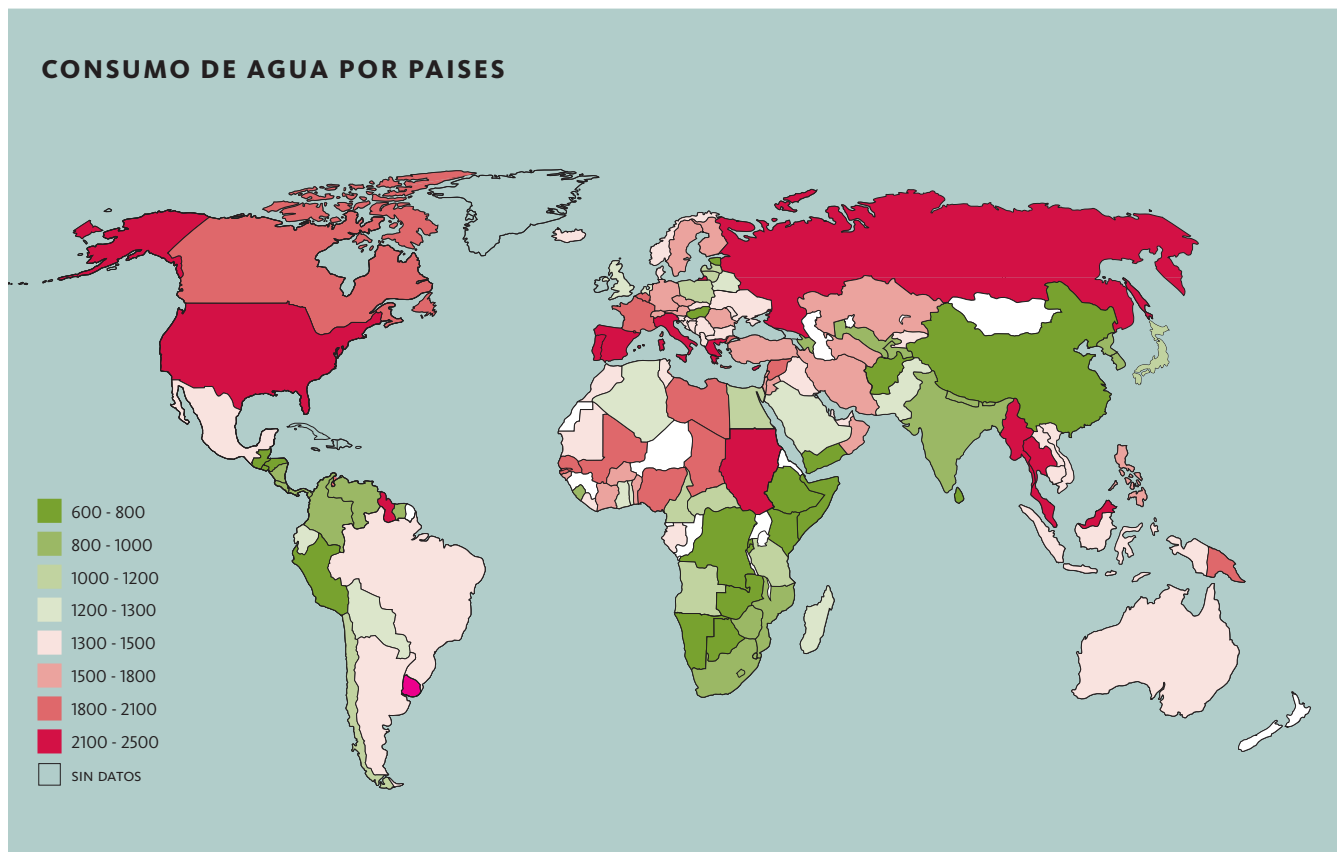 CONSUMO DE AGUA POR PAISES
600 - 800
800 - 1000
1000 - 1200
1200 - 1300
1300 - 1500
1500 - 1800
1800 - 2100
2100 - 2500
SIN DATOS